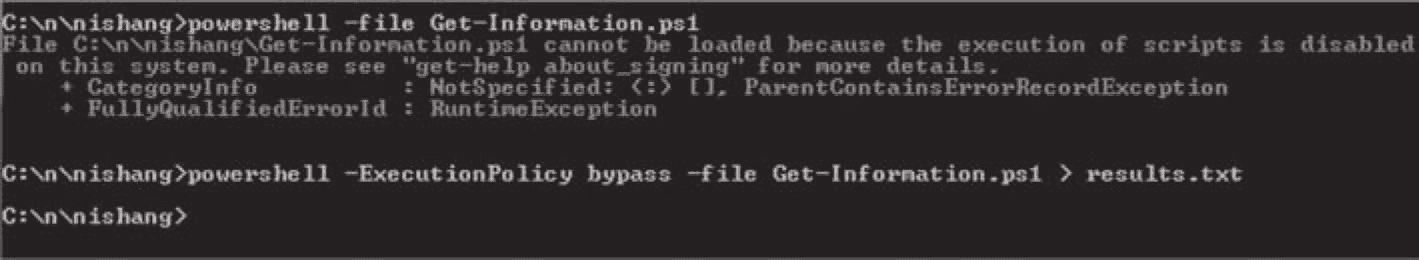 C:\n\nishang>powershell -file Get-Information.ps1
File C:\n\nishang\Get-Information.ps1 cannot be loaded because the execution of scripts is disabled
on this system. Please see "get-help about_signing" for more details.
+ CategoryInfo : NotSpecified: (:) [], ParentContainsErrorRecordException
+ FullyQualifiedErrorId : RuntimeException
C:\n\nishang>powershell -ExecutionPolicy bypass -file Get-Information.ps1 > results.txt
C:\n\nishang>